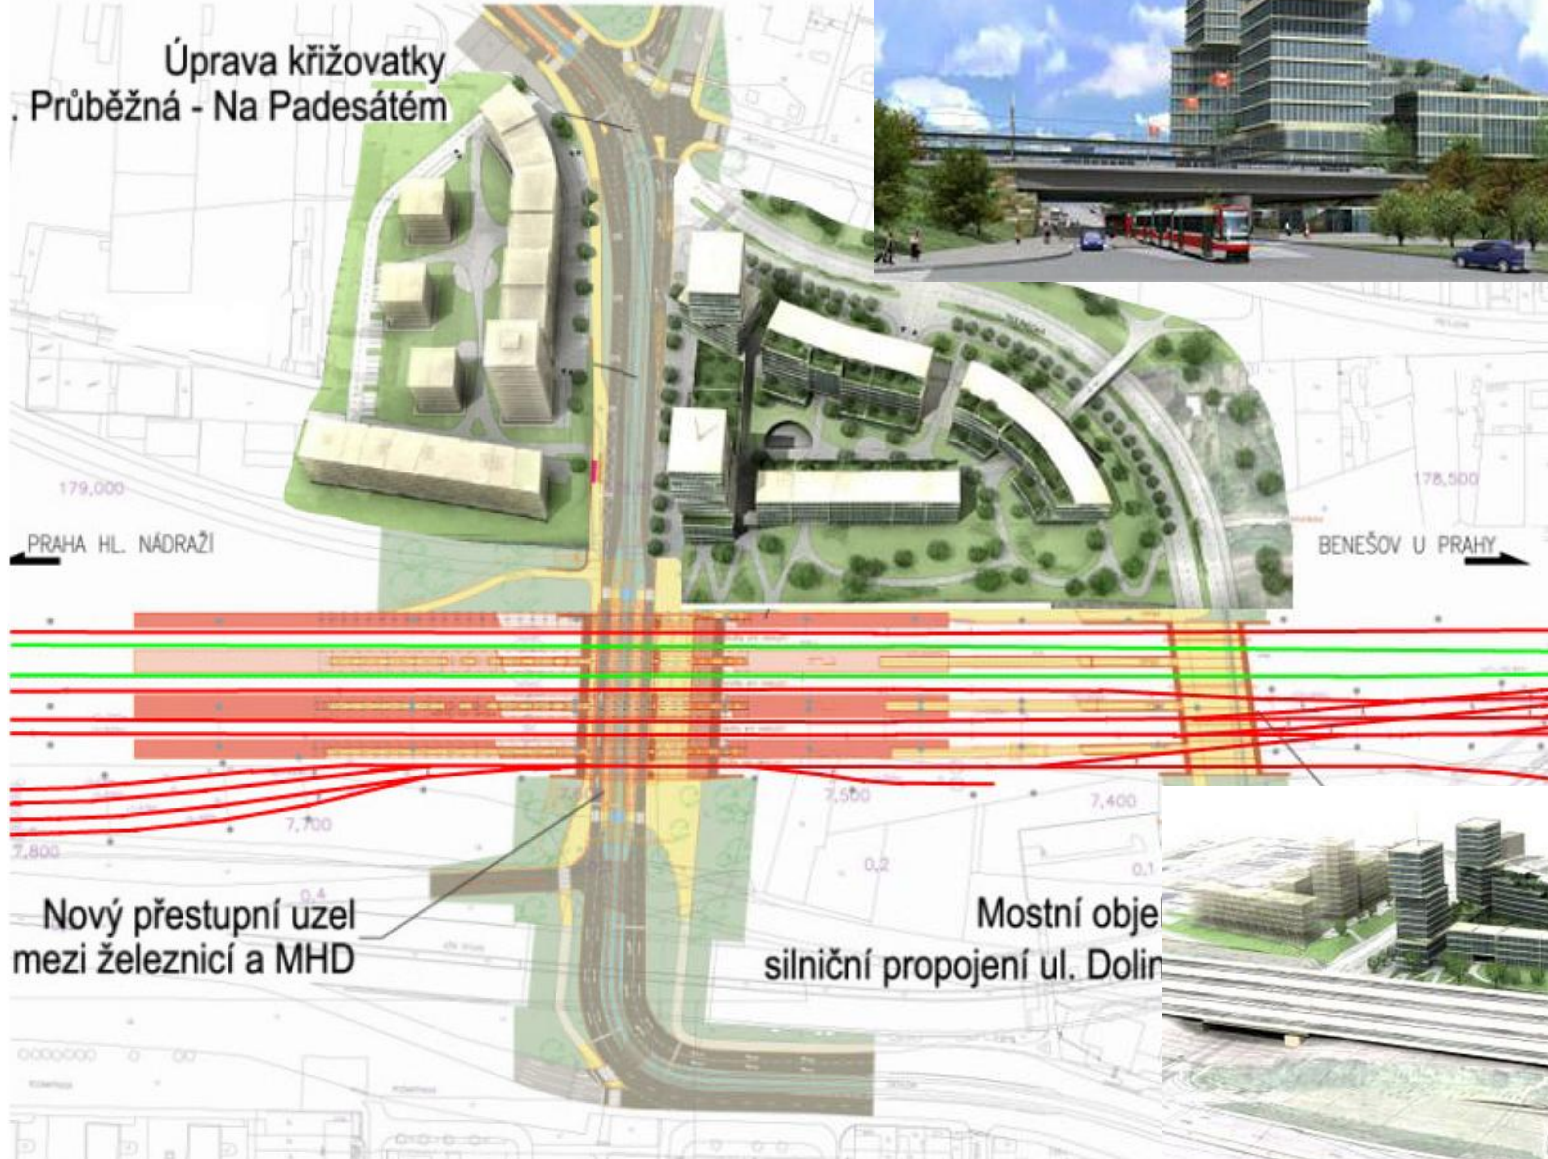 Úprava křižovatky
. Průběžná - Na Padesátém
179,000
178,500
PRAHA HL. NÁDRAŽÍ
BENEŠOV U PRAHY
7,500
7,400
7,700
7,800
0,2
0,1
0,4
Nový přestupní uzel
mezi železnicí a MHD
Mostní obje
silniční propojení ul. Dolin